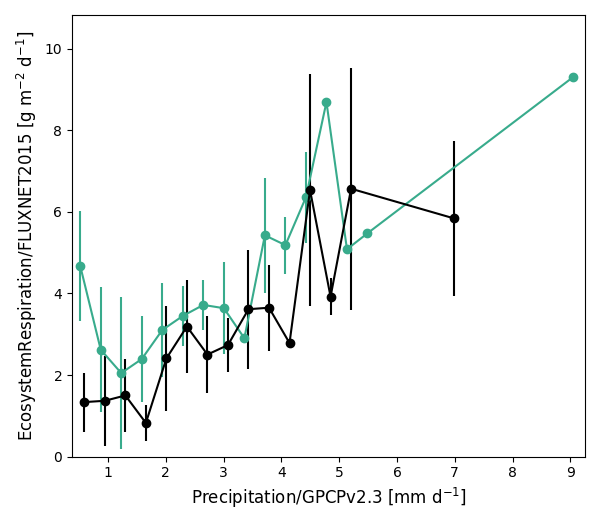 EcosystemRespiration/FLUXNET2015 [g m⁻² d⁻¹]
10
8
6
4
2
0
1 2 3 4 5 6 7 8 9
Precipitation/GPCPv2.3 [mm d⁻¹]